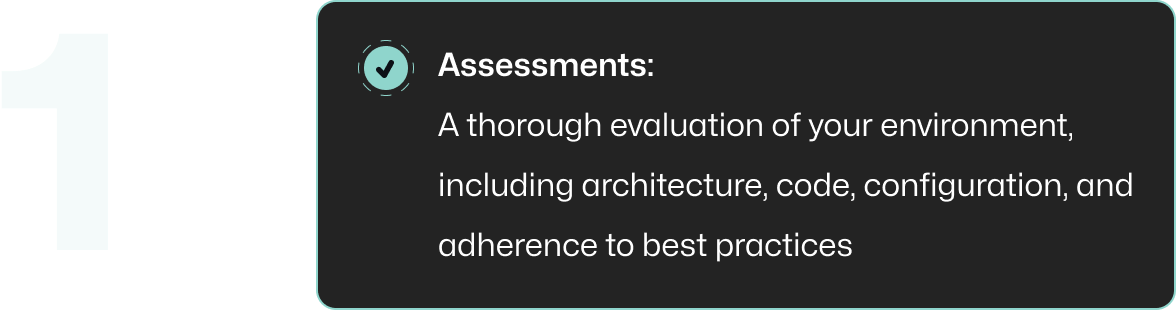 1
Assessments:
A thorough evaluation of your environment,
including architecture, code, configuration, and
adherence to best practices